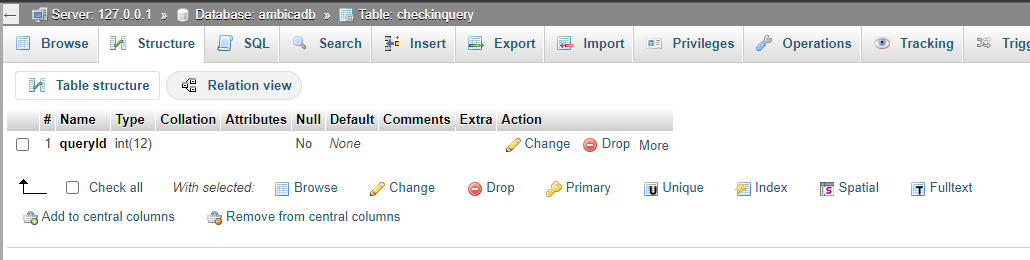 Server: 127.0.0.1 » Database: ambicadb » Table: checkinquery
Browse Structure SQL Search Insert Export Import Privileges Operations Tracking
Table structure Relation view
# Name Type Collation Attributes Null Default Comments Extra Action
1 queryId int(12) No None Change Drop More
Check all With selected: Browse Change Drop Primary Unique Index Spatial Fulltext
Add to central columns Remove from central columns